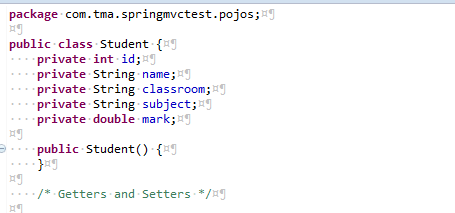 package com.tma.springmvctest.pojos;
public class Student {
    private int id;
    private String name;
    private String classroom;
    private String subject;
    private double mark;
    public Student() {
    }
    /* Getters and Setters */